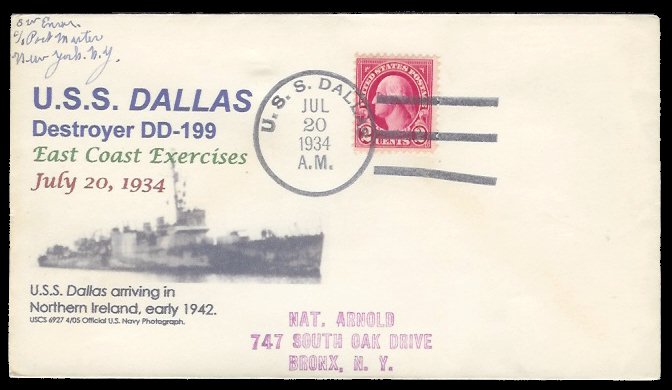 c/o Post Master
New York. N.Y.
U.S.S. DALLAS
Destroyer DD-199
East Coast Exercises
July 20, 1934
U.S.S. Dallas arriving in
Northern Ireland, early 1942.
USCS 6927 4/05 Official U.S. Navy Photograph.
U. S. S. DALLAS
JUL
20
1934
A.M.
UNITED STATES POSTAGE
2 2
CENTS
NAT. ARNOLD
747 SOUTH OAK DRIVE
BRONX, N. Y.